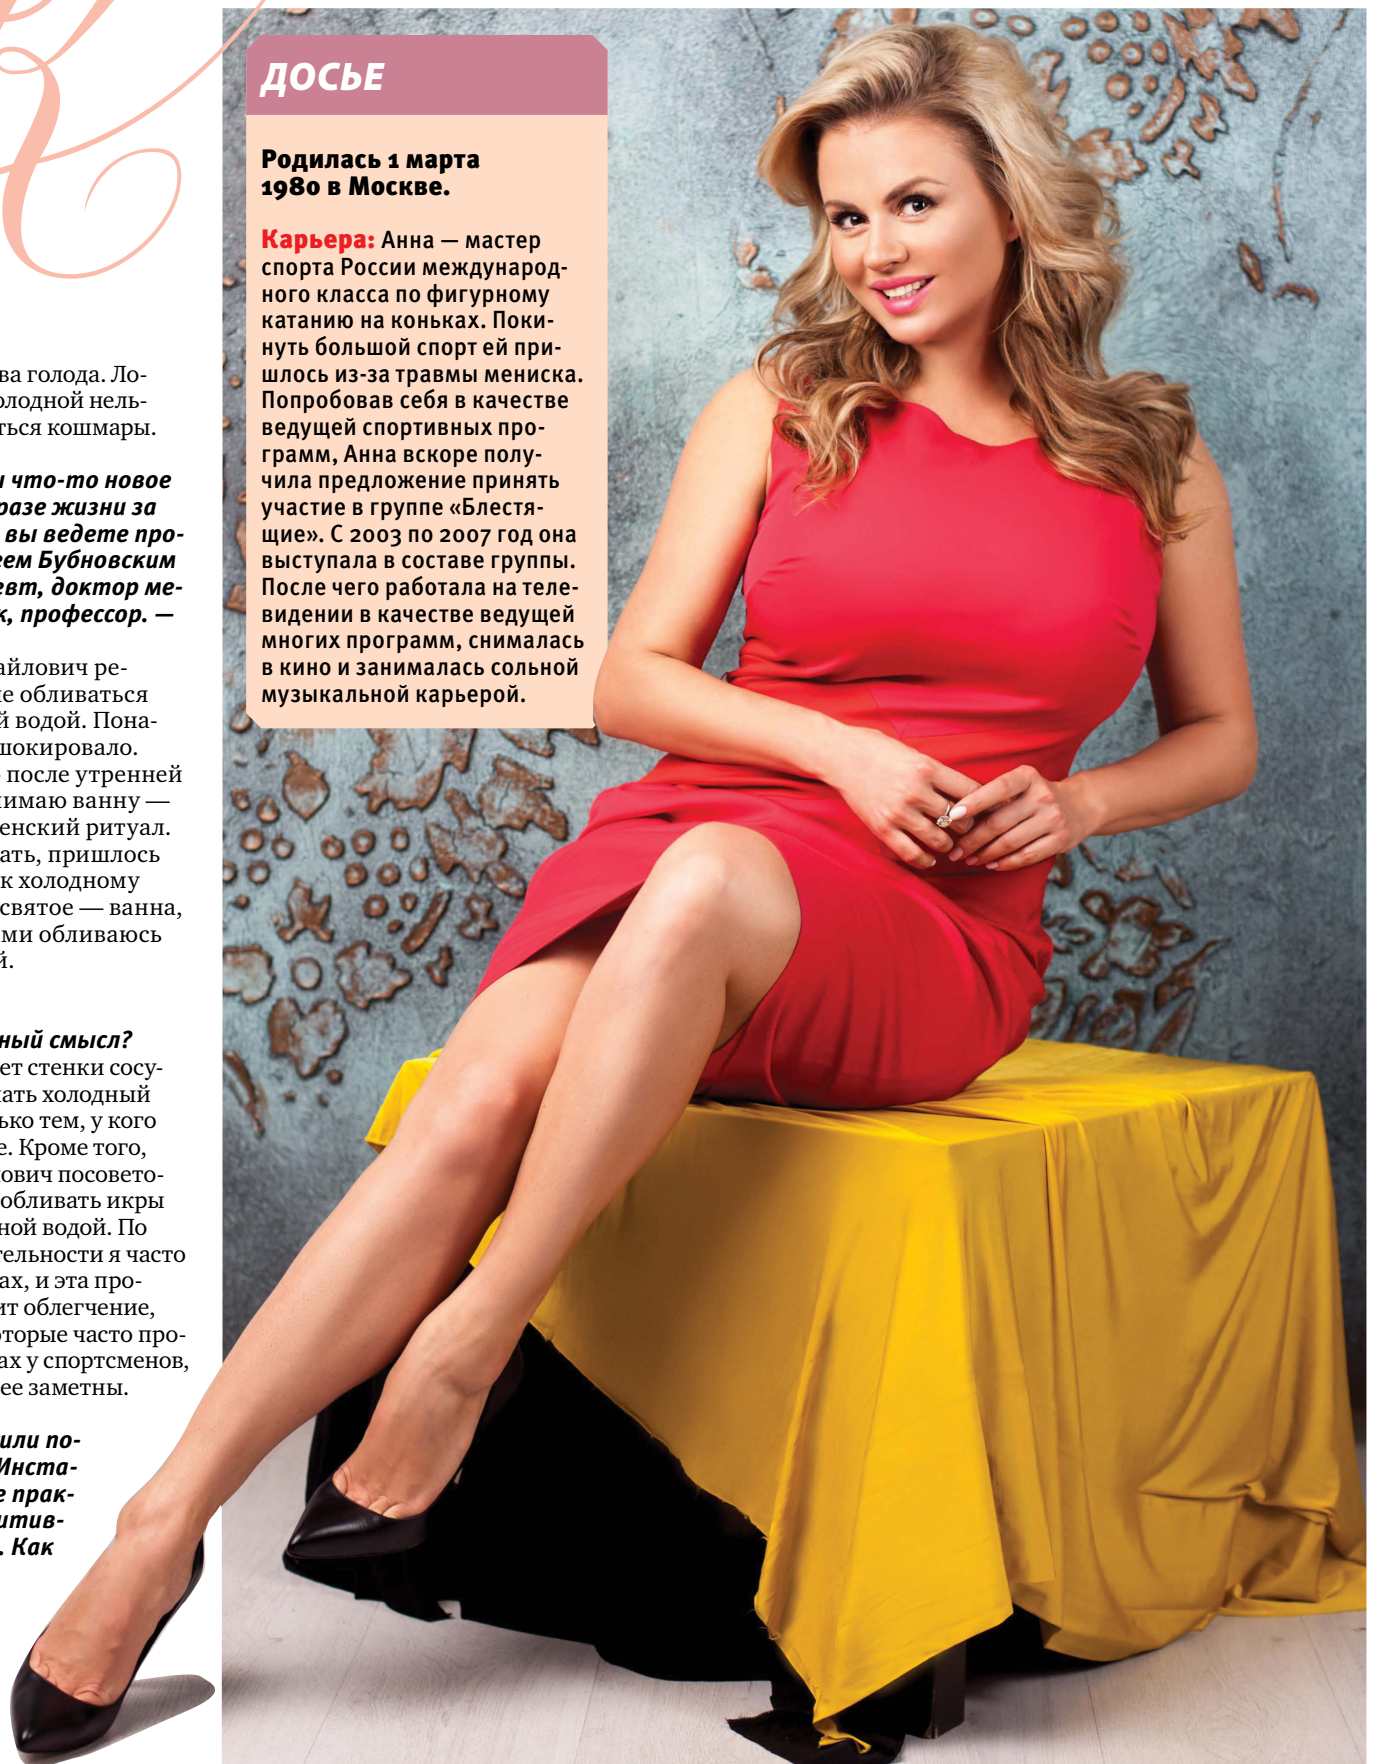 ва голода. Ло-
олодной нель-
ться кошмары.
и что-то новое
разе жизни за
вы ведете про-
еем Бубновским
евт, доктор ме-
к, профессор. —
айлович ре-
не обливаться
й водой. Пона-
шокировало.
о после утренней
нимаю ванну —
енский ритуал.
ать, пришлось
к холодному
святое — ванна,
ми обливаюсь
й.
ный смысл?
ет стенки сосу-
лать холодный
ько тем, у кого
е. Кроме того,
лович посовето-
обливать икры
ной водой. По
тельности я часто
ах, и эта про-
ит облегчение,
оторые часто про-
ах у спортсменов,
ее заметны.
или по-
Инста-
е прак-
итив-
. Как
ДОСЬЕ
Родилась 1 марта
1980 в Москве.
Карьера: Анна — мастер
спорта России международ-
ного класса по фигурному
катанию на коньках. Поки-
нуть большой спорт ей при-
шлось из-за травмы мениска.
Попробовав себя в качестве
ведущей спортивных про-
грамм, Анна вскоре полу-
чила предложение принять
участие в группе «Блестя-
щие». С 2003 по 2007 год она
выступала в составе группы.
После чего работала на теле-
видении в качестве ведущей
многих программ, снималась
в кино и занималась сольной
музыкальной карьерой.